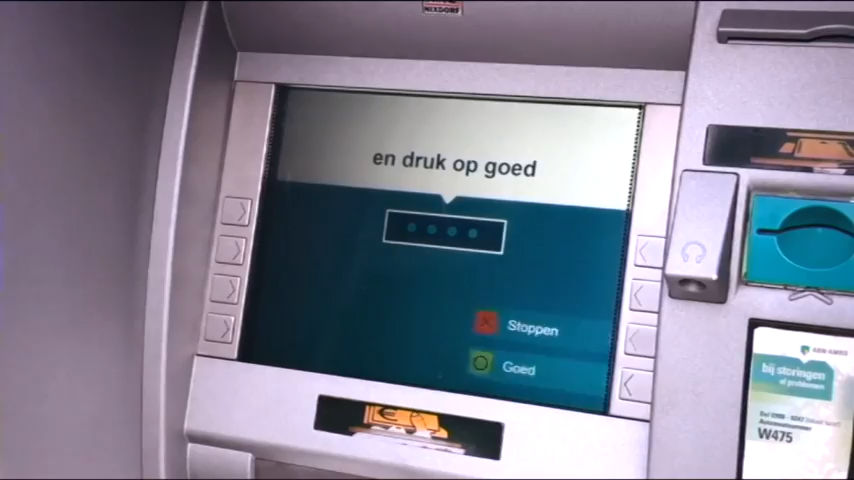 NIXDORF
en druk op goed
Stoppen
Goed
ABN·AMRO
bij storingen
of problemen
W475